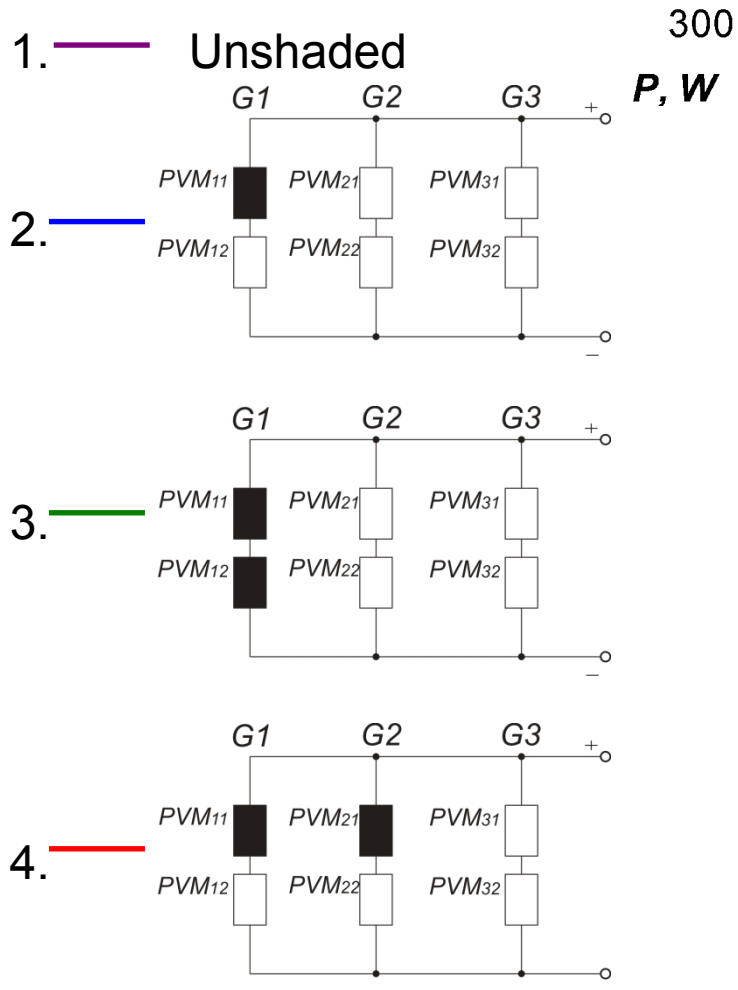 300
1. Unshaded
P, W
G1 G2 G3 +
PVM11 PVM21 PVM31
2.
PVM12 PVM22 PVM32
–
G1 G2 G3 +
PVM11 PVM21 PVM31
3.
PVM12 PVM22 PVM32
–
G1 G2 G3 +
PVM11 PVM21 PVM31
4.
PVM12 PVM22 PVM32